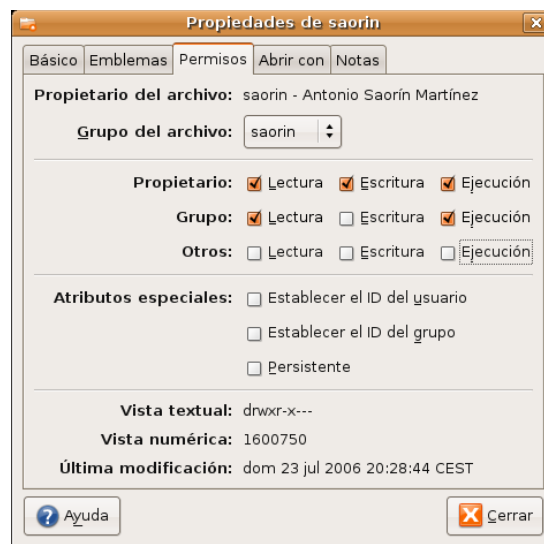 Propiedades de saorin
Básico Emblemas Permisos Abrir con Notas
Propietario del archivo: saorin - Antonio Saorín Martínez
Grupo del archivo: saorin
Propietario: Lectura Escritura Ejecución
Grupo: Lectura Escritura Ejecución
Otros: Lectura Escritura Ejecución
Atributos especiales: Establecer el ID del usuario
Establecer el ID del grupo
Persistente
Vista textual: drwxr-x---
Vista numérica: 1600750
Última modificación: dom 23 jul 2006 20:28:44 CEST
Ayuda Cerrar